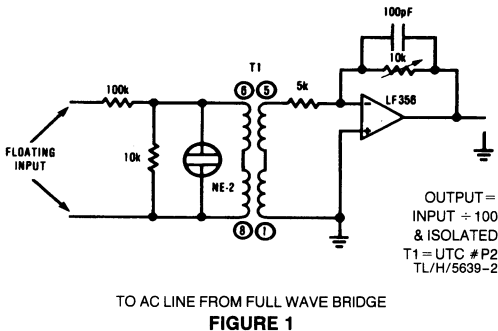 100pF
10k
T1
100k
6 5
5k
LF356
FLOATING
INPUT
10k
NE-2
8 1
OUTPUT=
INPUT ÷ 100
& ISOLATED
T1= UTC #P2
TL/H/5639-2
TO AC LINE FROM FULL WAVE BRIDGE
FIGURE 1